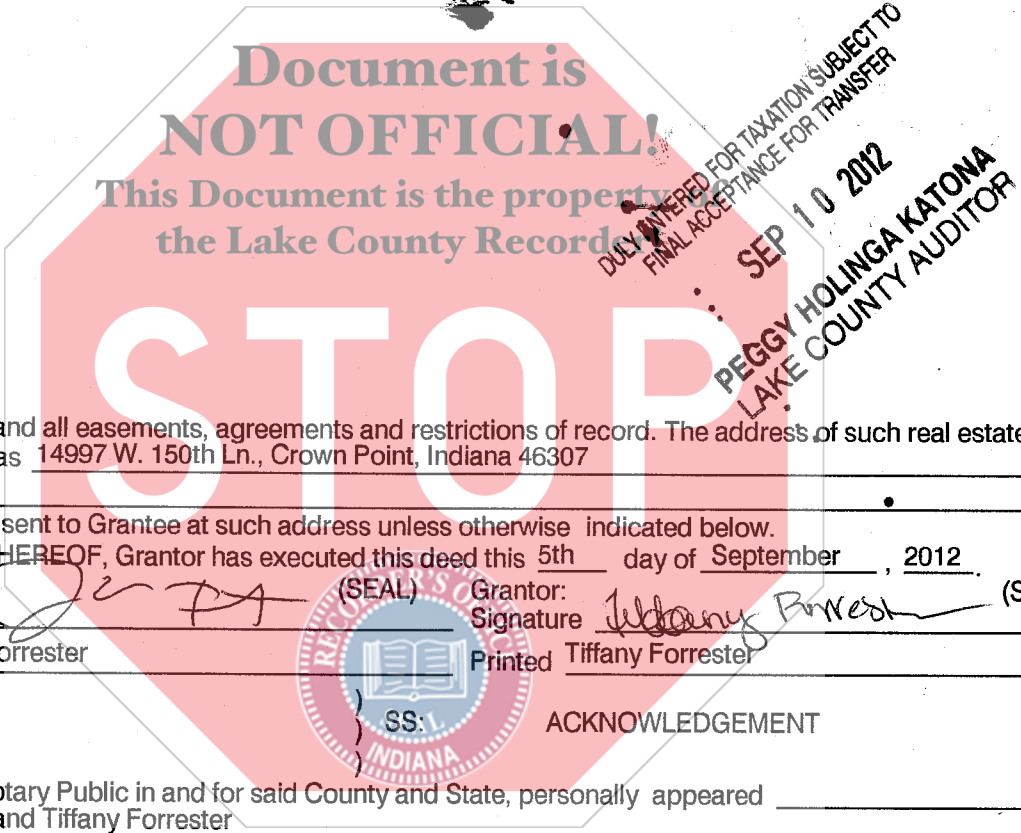 Document is
NOT OFFICIAL!
This Document is the property of
the Lake County Recorder!
DULY ENTERED FOR TAXATION SUBJECT TO
FINAL ACCEPTANCE FOR TRANSFER
SEP 10 2012
PEGGY HOLINGA KATONA
LAKE COUNTY AUDITOR
STOP
and all easements, agreements and restrictions of record. The address of such real estate
as 14997 W. 150th Ln., Crown Point, Indiana 46307
sent to Grantee at such address unless otherwise indicated below.
HEREOF, Grantor has executed this deed this 5th day of September , 2012 .
(SEAL) Grantor: (S
Signature Tiffany Forrester
orrester Printed Tiffany Forrester
RECORDER'S OFFICE
SEAL
INDIANA
)
) SS: ACKNOWLEDGEMENT
)
otary Public in and for said County and State, personally appeared
and Tiffany Forrester